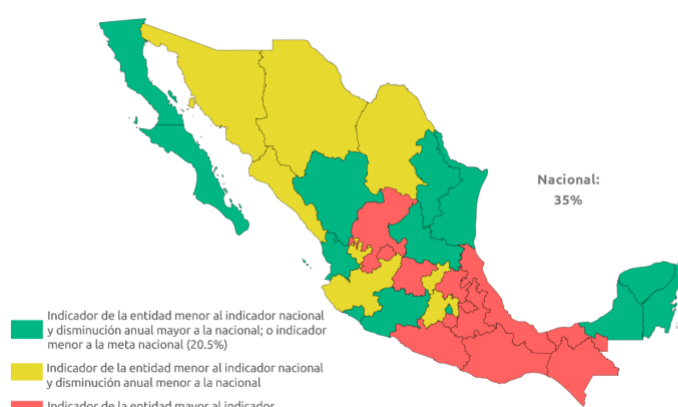 Nacional:
35%
Indicador de la entidad menor al indicador nacional
y disminución anual mayor a la nacional; o indicador
menor a la meta nacional (20.5%)
Indicador de la entidad menor al indicador nacional
y disminución anual menor a la nacional
Indicador de la entidad mayor al indicador